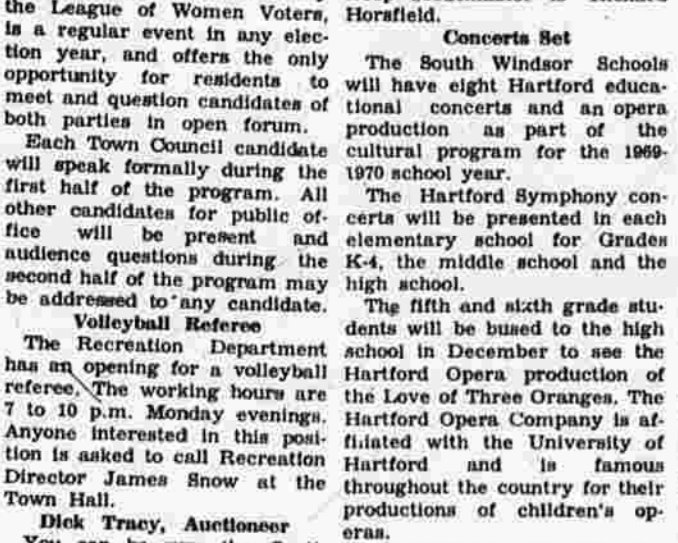 the League of Women Voters,
is a regular event in any elec-
tion year, and offers the only
opportunity for residents to
meet and question candidates of
both parties in open forum.
Each Town Council candidate
will speak formally during the
first half of the program. All
other candidates for public of-
fice will be present and
audience questions during the
second half of the program may
be addressed to any candidate.
Volleyball Referee
The Recreation Department
has an opening for a volleyball
referee. The working hours are
7 to 10 p.m. Monday evenings.
Anyone interested in this posi-
tion is asked to call Recreation
Director James Snow at the
Town Hall.
Dick Tracy, Auctioneer
Horsfield.
Concerts Set
The South Windsor Schools
will have eight Hartford educa-
tional concerts and an opera
production as part of the
cultural program for the 1969-
1970 school year.
The Hartford Symphony con-
certs will be presented in each
elementary school for Grades
K-4, the middle school and the
high school.
The fifth and sixth grade stu-
dents will be bused to the high
school in December to see the
Hartford Opera production of
the Love of Three Oranges. The
Hartford Opera Company is af-
filiated with the University of
Hartford and is famous
throughout the country for their
productions of children's op-
eras.